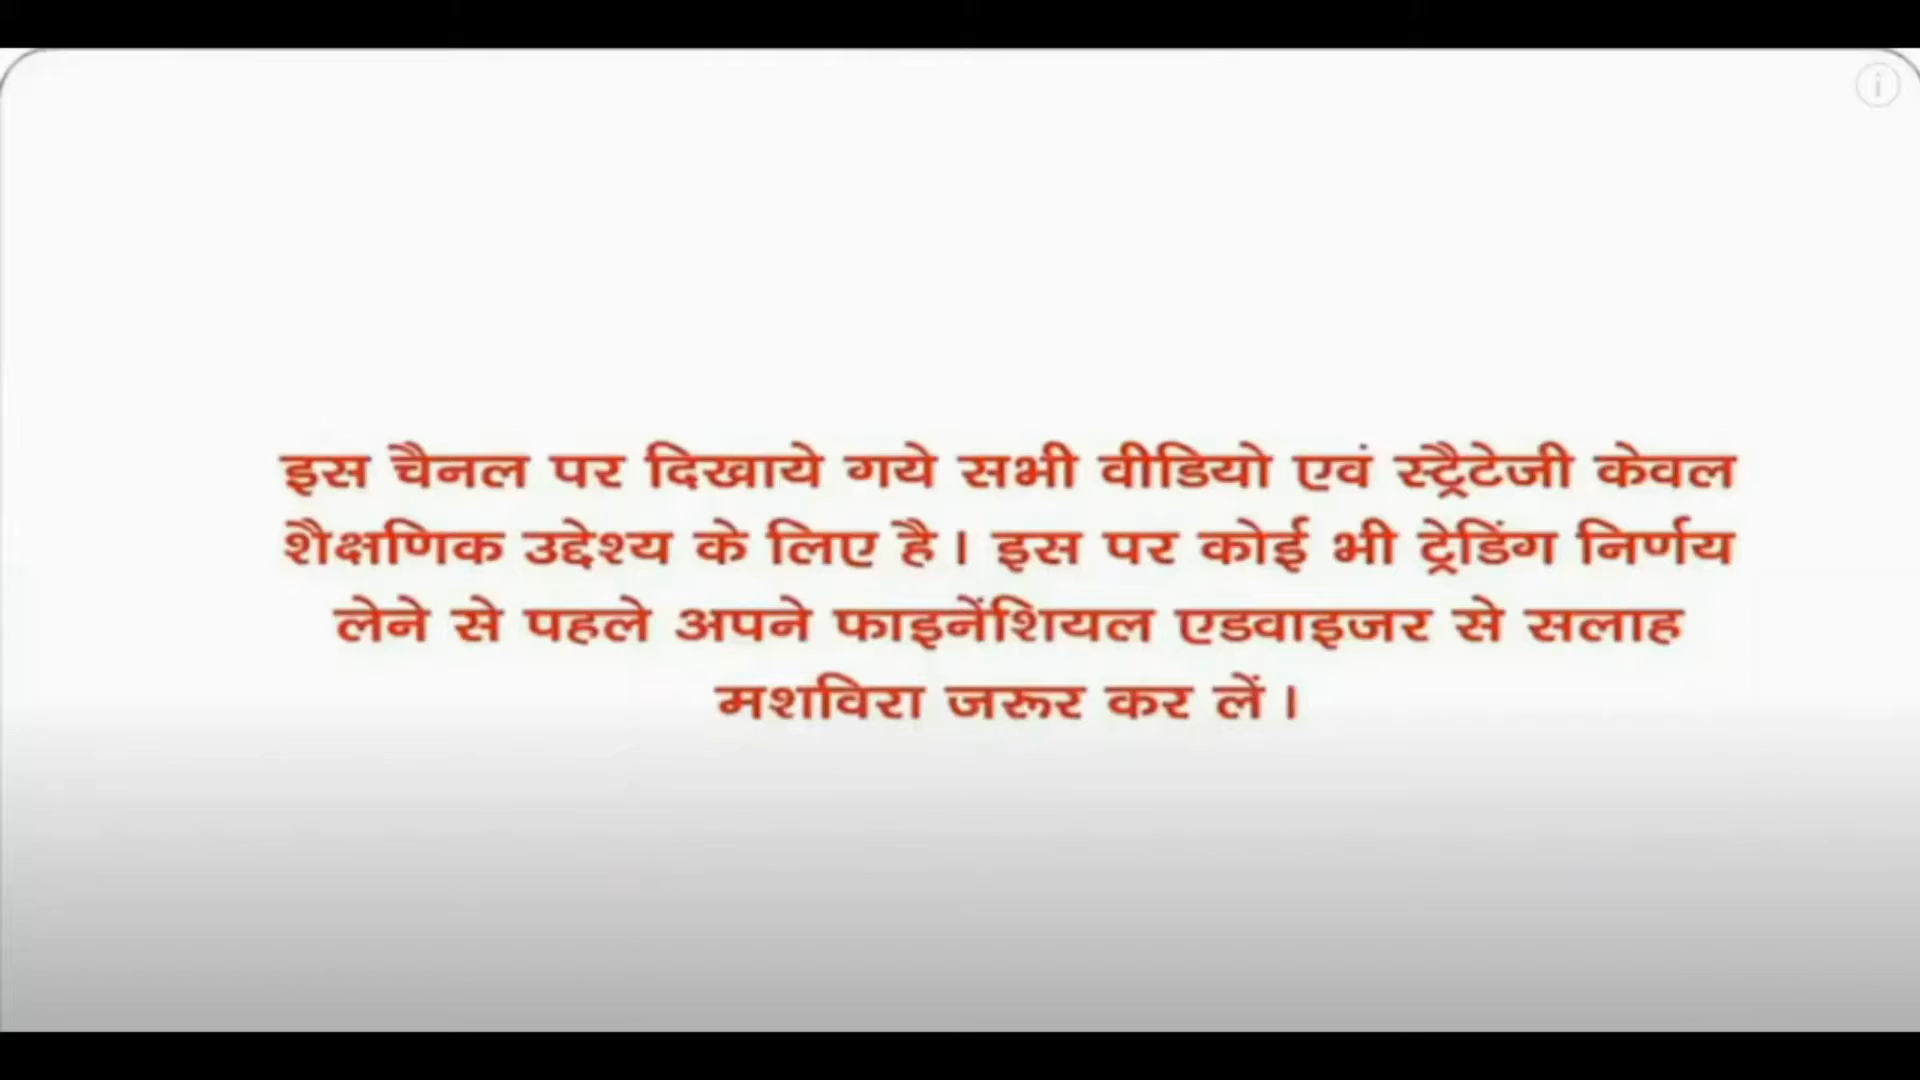 इस चैनल पर दिखाये गये सभी वीडियो एवं स्ट्रैटेजी केवल
शैक्षणिक उद्देश्य के लिए है। इस पर कोई भी ट्रेडिंग निर्णय
लेने से पहले अपने फाइनेंशियल एडवाइजर से सलाह
मशविरा जरूर कर लें।